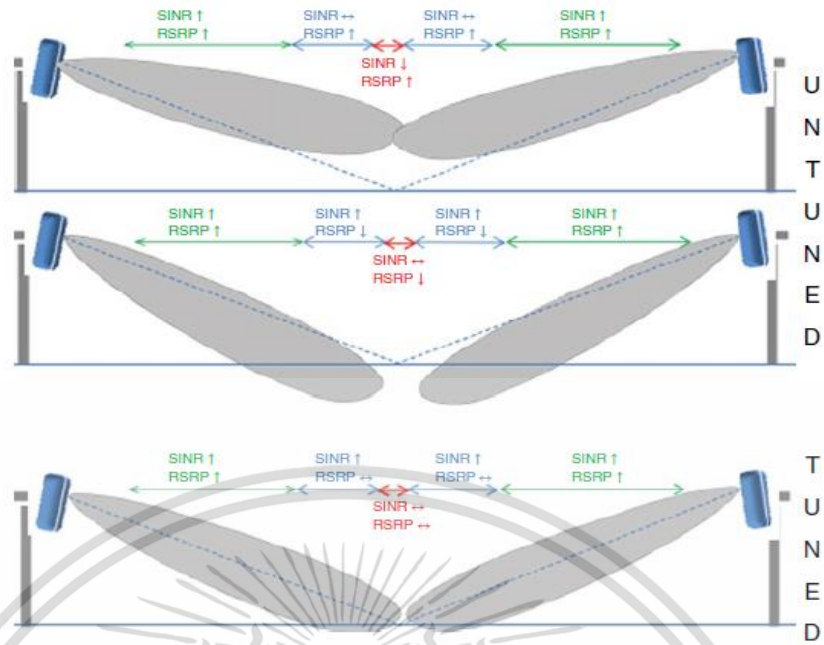 SINR ↑ SINR ↔ SINR ↔ SINR ↑
RSRP ↑ RSRP ↑ RSRP ↑ RSRP ↑
SINR ↓
RSRP ↑
SINR ↑ SINR ↑ SINR ↑ SINR ↑
RSRP ↑ RSRP ↓ RSRP ↓ RSRP ↑
SINR ↔
RSRP ↓
U
N
T
U
N
E
D
SINR ↑ SINR ↑ SINR ↑ SINR ↑
RSRP ↑ RSRP ↔ RSRP ↔ RSRP ↑
SINR ↔
RSRP ↔
T
U
N
E
D